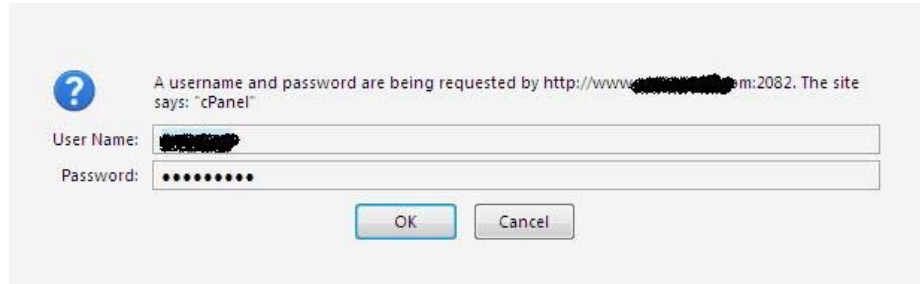 A username and password are being requested by http://www. m:2082. The site
says: "cPanel"
User Name:
Password: •••••••••
OK Cancel